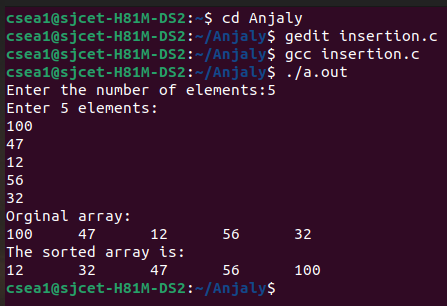 csea1@sjcet-H81M-DS2:~$ cd Anjaly
csea1@sjcet-H81M-DS2:~/Anjaly$ gedit insertion.c
csea1@sjcet-H81M-DS2:~/Anjaly$ gcc insertion.c
csea1@sjcet-H81M-DS2:~/Anjaly$ ./a.out
Enter the number of elements:5
Enter 5 elements:
100
47
12
56
32
Orginal array:
100 47 12 56 32
The sorted array is:
12 32 47 56 100
csea1@sjcet-H81M-DS2:~/Anjaly$